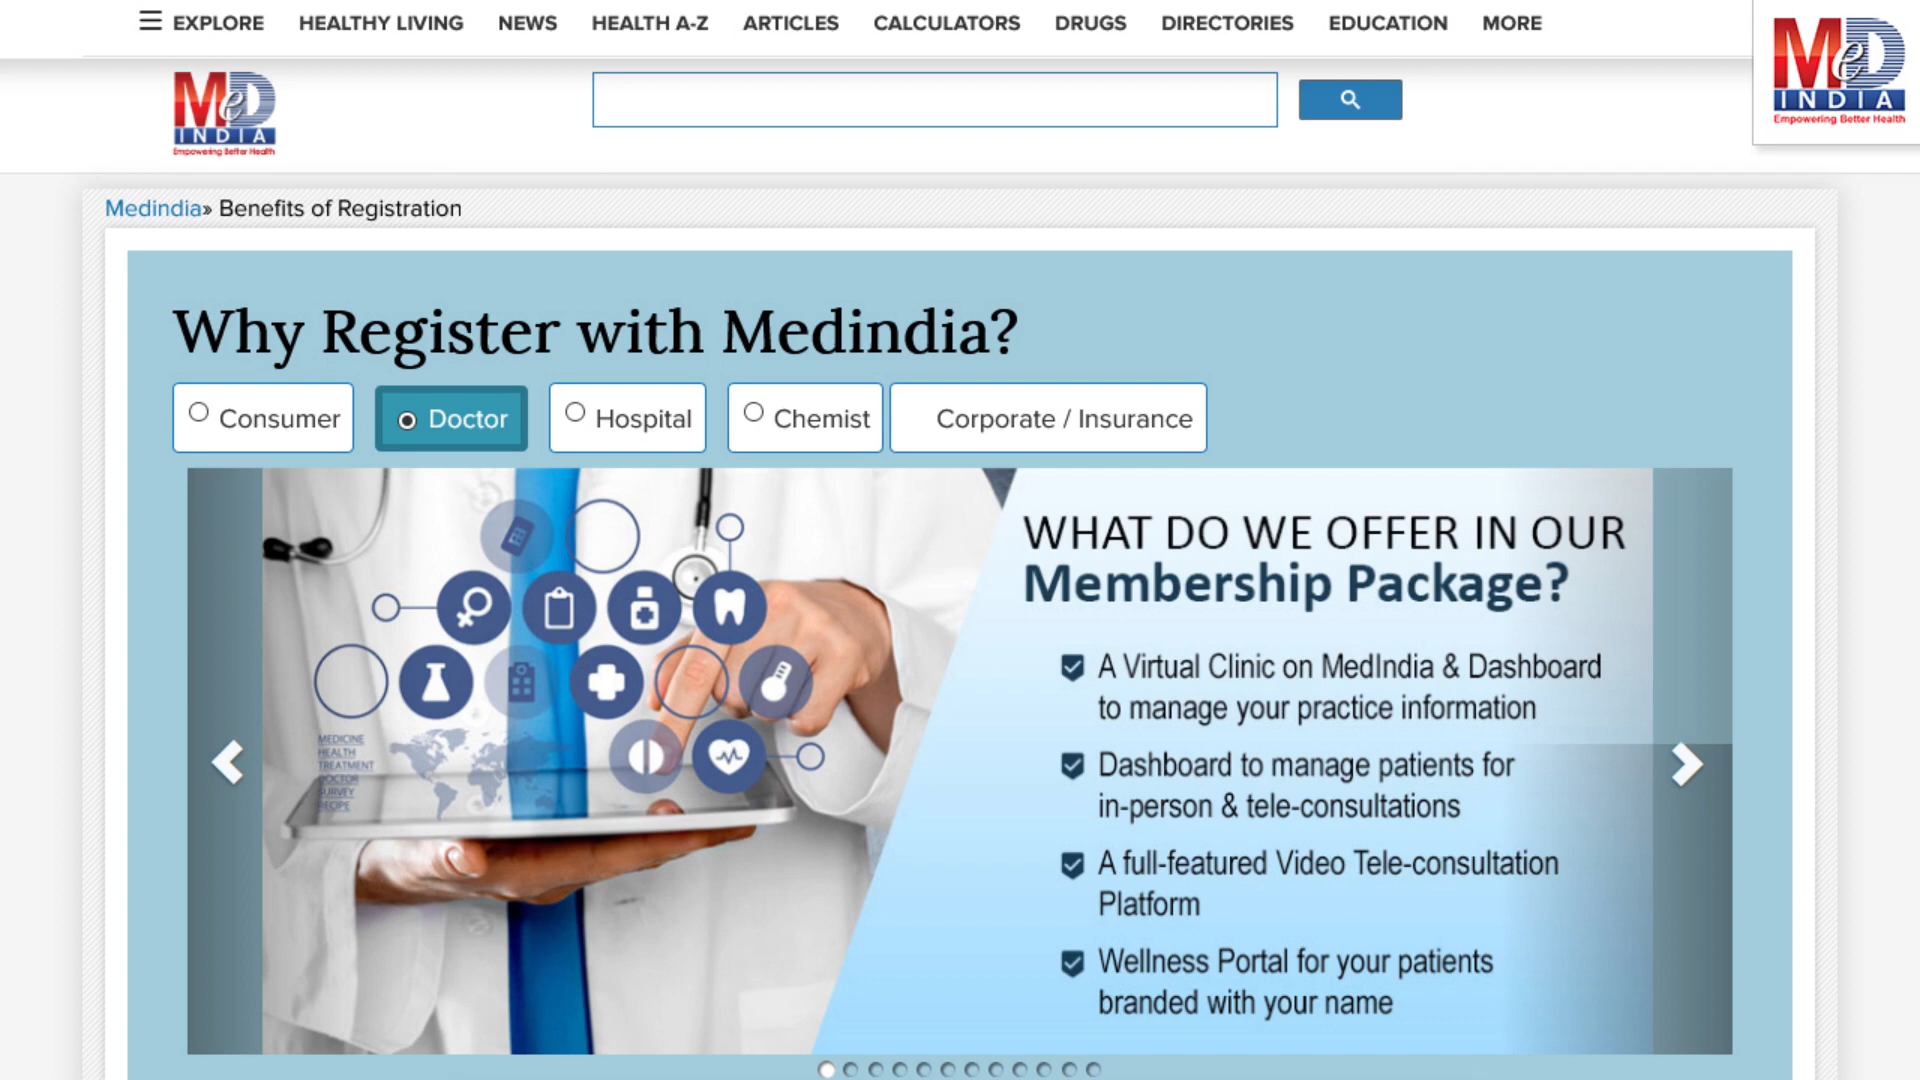 EXPLORE HEALTHY LIVING NEWS HEALTH A-Z ARTICLES CALCULATORS DRUGS DIRECTORIES EDUCATION MORE
MeD
INDIA
Empowering Better Health
MeD
INDIA
Empowering Better Health
Medindia» Benefits of Registration
Why Register with Medindia?
Consumer Doctor Hospital Chemist Corporate / Insurance
WHAT DO WE OFFER IN OUR
Membership Package?
A Virtual Clinic on MedIndia & Dashboard
to manage your practice information
Dashboard to manage patients for
in-person & tele-consultations
A full-featured Video Tele-consultation
Platform
Wellness Portal for your patients
branded with your name
MEDICINE
HEALTH
TREATMENT
DOCTOR
SURVEY
RECIPE